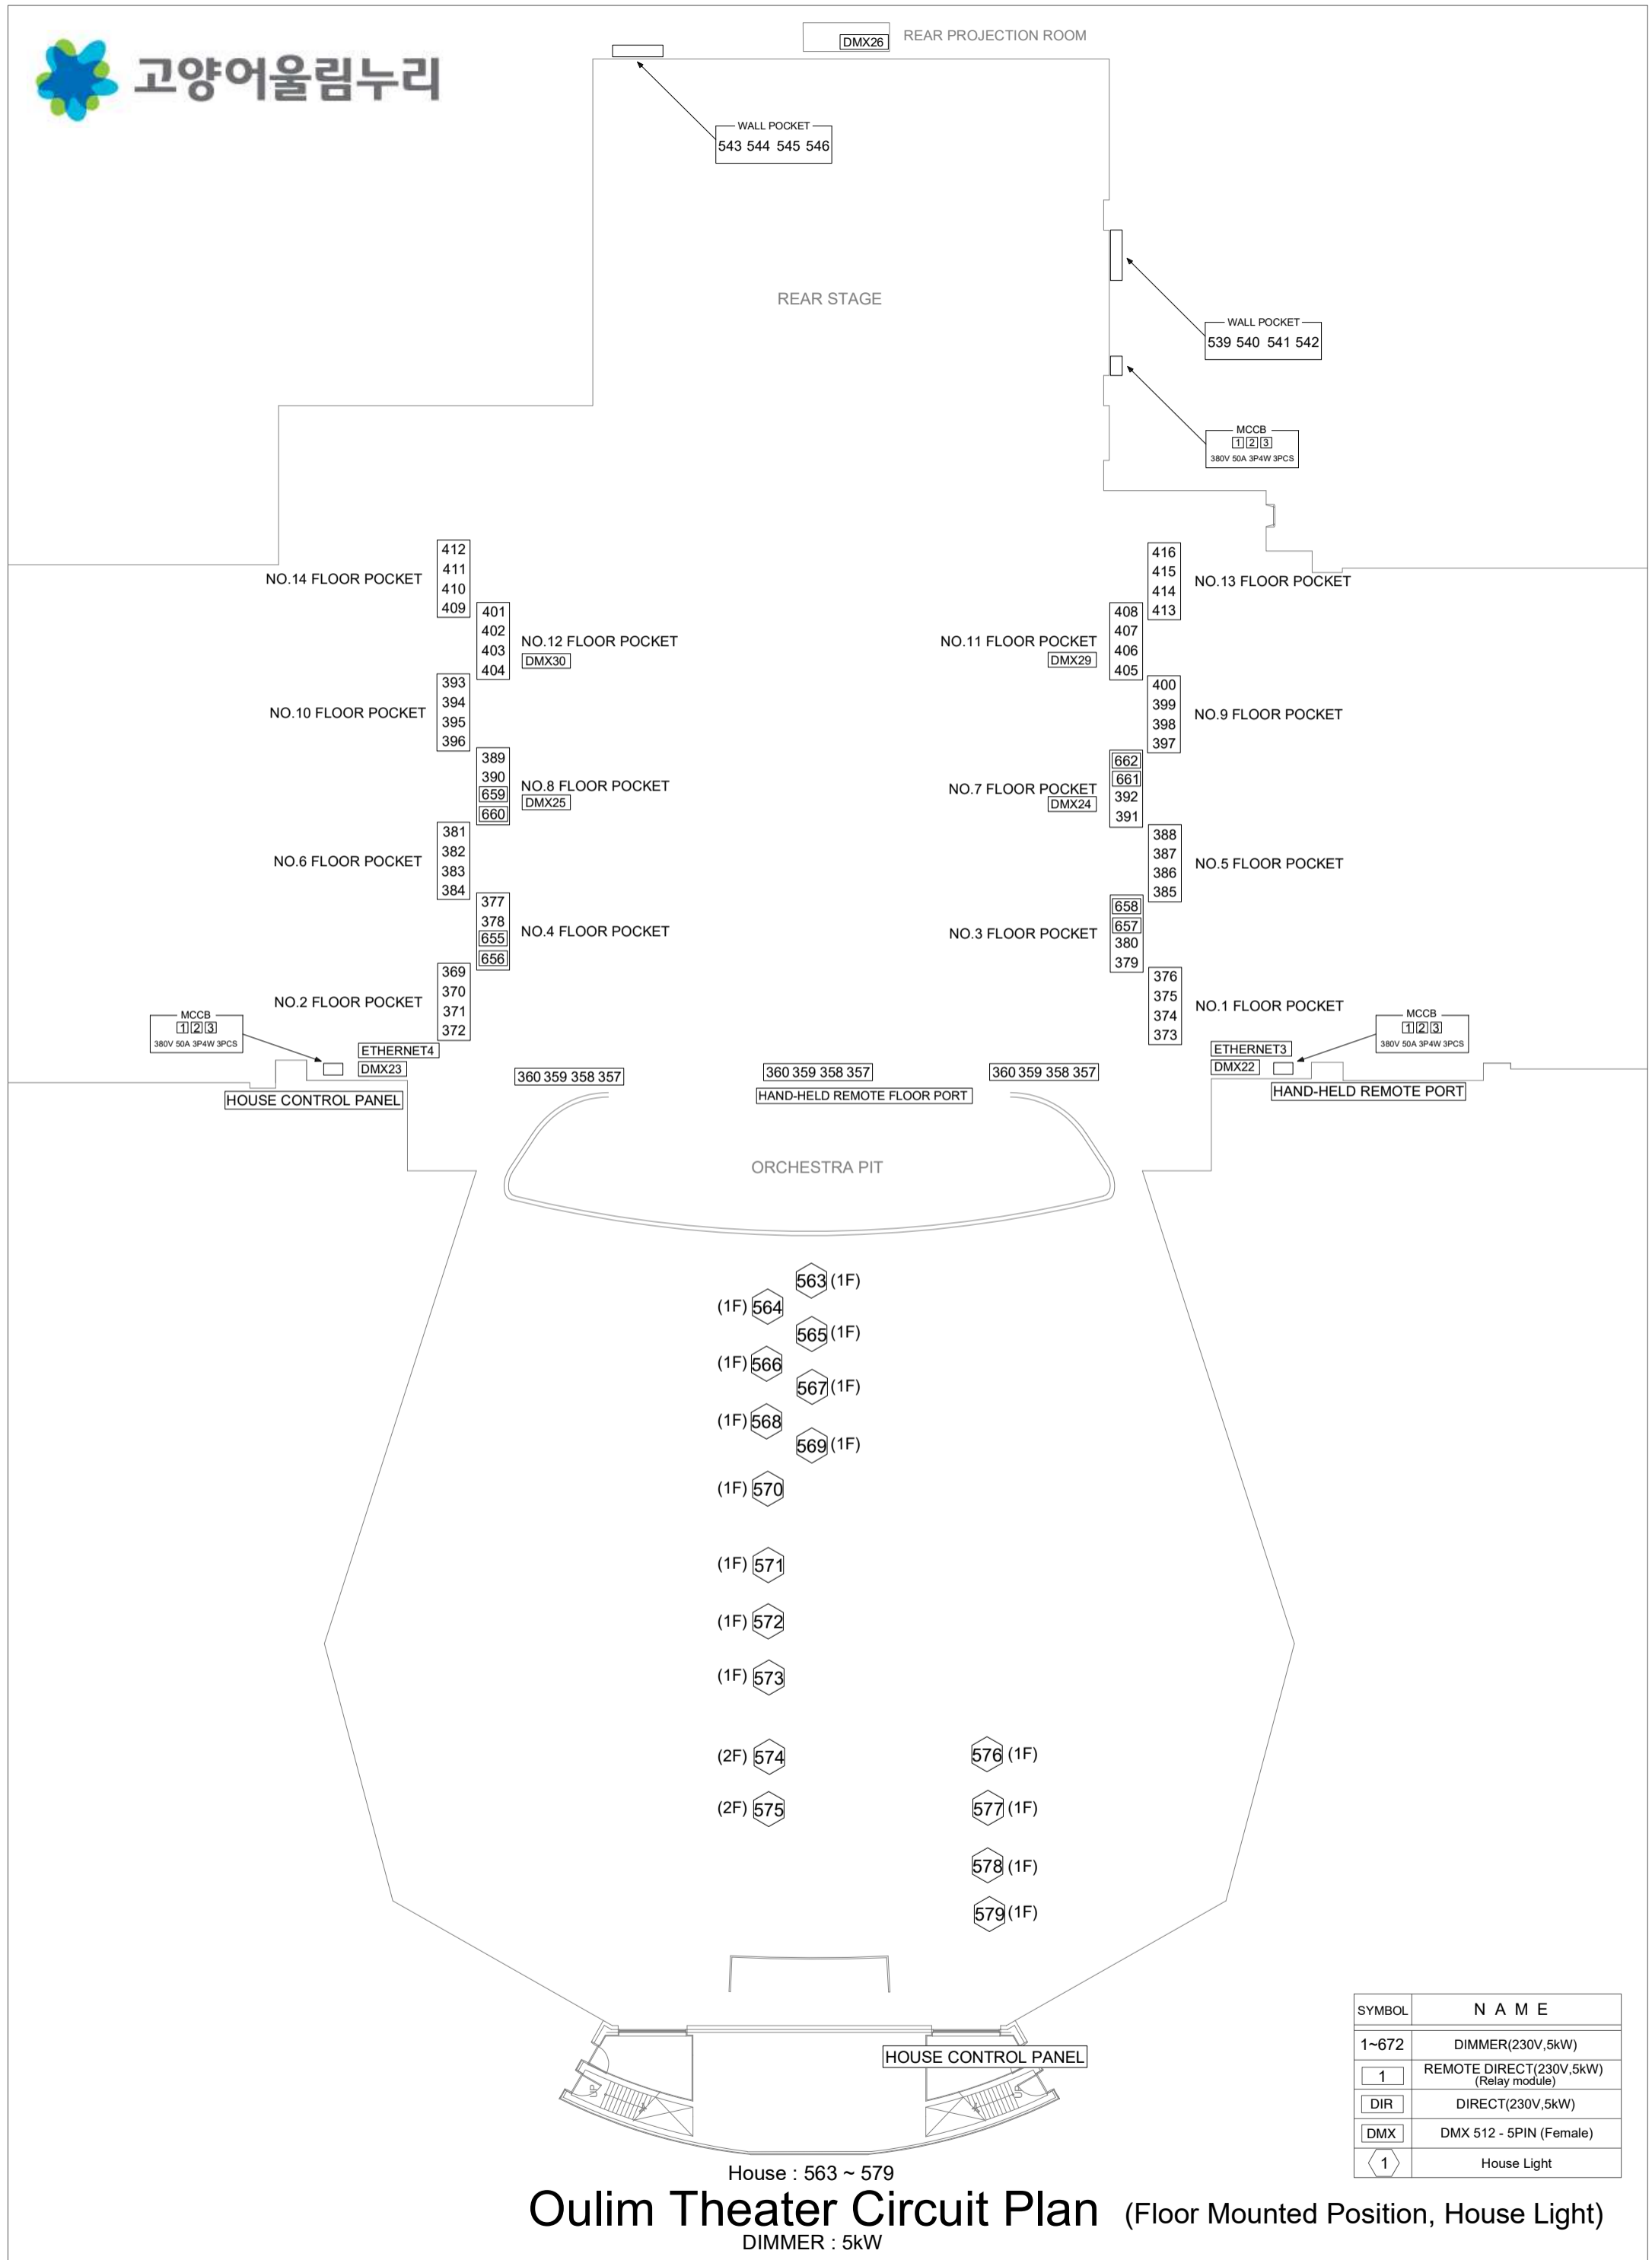 고양어울림누리
DMX26 REAR PROJECTION ROOM
WALL POCKET
543 544 545 546
REAR STAGE
WALL POCKET
539 540 541 542
MCCB
1 2 3
380V 50A 3P4W 3PCS
NO.14 FLOOR POCKET
412
411
410
409
416
415
414
413
NO.13 FLOOR POCKET
401
402
403
404
NO.12 FLOOR POCKET
DMX30
NO.11 FLOOR POCKET
DMX29
408
407
406
405
NO.10 FLOOR POCKET
393
394
395
396
400
399
398
397
NO.9 FLOOR POCKET
389
390
659
660
NO.8 FLOOR POCKET
DMX25
NO.7 FLOOR POCKET
DMX24
662
661
392
391
NO.6 FLOOR POCKET
381
382
383
384
388
387
386
385
NO.5 FLOOR POCKET
377
378
655
656
NO.4 FLOOR POCKET
NO.3 FLOOR POCKET
658
657
380
379
NO.2 FLOOR POCKET
369
370
371
372
376
375
374
373
NO.1 FLOOR POCKET
MCCB
1 2 3
380V 50A 3P4W 3PCS
ETHERNET4
DMX23
HOUSE CONTROL PANEL
360 359 358 357
360 359 358 357
360 359 358 357
HAND-HELD REMOTE FLOOR PORT
ETHERNET3
DMX22
MCCB
1 2 3
380V 50A 3P4W 3PCS
HAND-HELD REMOTE PORT
ORCHESTRA PIT
563 (1F)
(1F) 564
565 (1F)
(1F) 566
567 (1F)
(1F) 568
569 (1F)
(1F) 570
(1F) 571
(1F) 572
(1F) 573
(2F) 574
576 (1F)
(2F) 575
577 (1F)
578 (1F)
579 (1F)
HOUSE CONTROL PANEL
UP
UP
SYMBOL N A M E
1~672 DIMMER(230V,5kW)
1 REMOTE DIRECT(230V,5kW)
(Relay module)
DIR DIRECT(230V,5kW)
DMX DMX 512 - 5PIN (Female)
1 House Light
House : 563 ~ 579
Oulim Theater Circuit Plan (Floor Mounted Position, House Light)
DIMMER : 5kW